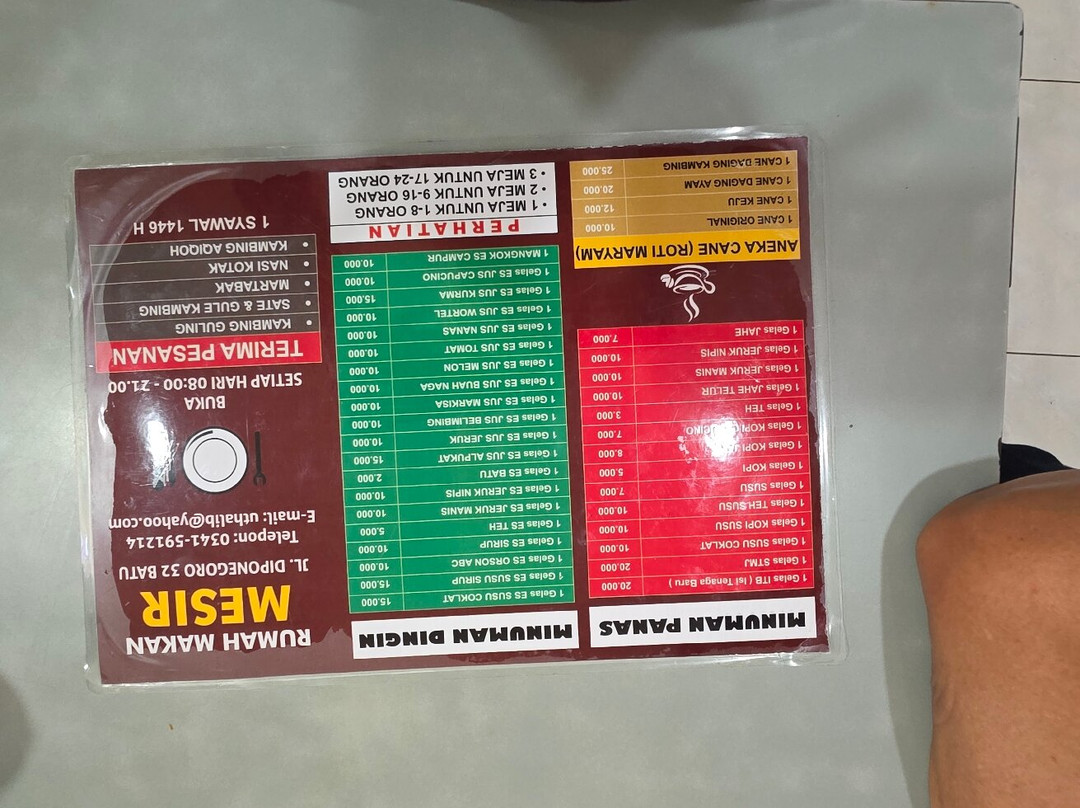 MINUMAN PANAS
1 Gelas ITB ( Isi Tenaga Baru ) 20.000
1 Gelas STMJ 20.000
1 Gelas SUSU COKLAT 10.000
1 Gelas KOPI SUSU 10.000
1 Gelas TEH SUSU 10.000
1 Gelas SUSU 7.000
1 Gelas KOPI 5.000
1 Gelas KOPI 8.000
1 Gelas KOPI 7.000
1 Gelas TEH 3.000
1 Gelas JAHE TELUR 10.000
1 Gelas JERUK MANIS 10.000
1 Gelas JERUK NIPIS 10.000
1 Gelas JAHE 7.000
ANEKA CANE (ROTI MARYAM)
1 CANE ORIGINAL 10.000
1 CANE KEJU 12.000
1 CANE DAGING AYAM 20.000
1 CANE DAGING KAMBING 25.000
MINUMAN DINGIN
1 Gelas ES SUSU COKLAT 15.000
1 Gelas ES SUSU SIRUP 15.000
1 Gelas ES ORSON ABC 10.000
1 Gelas ES SIRUP 10.000
1 Gelas ES TEH 5.000
1 Gelas ES JERUK MANIS 10.000
1 Gelas ES JERUK NIPIS 10.000
1 Gelas ES BATU 2.000
1 Gelas ES JUS ALPUKAT 15.000
1 Gelas ES JUS JERUK 10.000
1 Gelas ES JUS BELIMBING 10.000
1 Gelas ES JUS MARKISA 10.000
1 Gelas ES JUS BUAH NAGA 10.000
1 Gelas ES JUS MELON 10.000
1 Gelas ES JUS TOMAT 10.000
1 Gelas ES JUS NANAS 10.000
1 Gelas ES JUS WORTEL 10.000
1 Gelas ES JUS KURMA 15.000
1 Gelas ES JUS CAPUCINO 10.000
1 MANGKOK ES CAMPUR 10.000
PERHATIAN
• 1 MEJA UNTUK 1-8 ORANG
• 2 MEJA UNTUK 9-16 ORANG
• 3 MEJA UNTUK 17-24 ORANG
RUMAH MAKAN
MESIR
JL. DIPONEGORO 32 BATU
Telepon: 0341-591214
E-mail: uthalib@yahoo.com
BUKA
SETIAP HARI 08:00 - 21.00
TERIMA PESANAN
• KAMBING GULING
• SATE & GULE KAMBING
• MARTABAK
• NASI KOTAK
• KAMBING AQIQOH
1 SYAWAL 1446 H